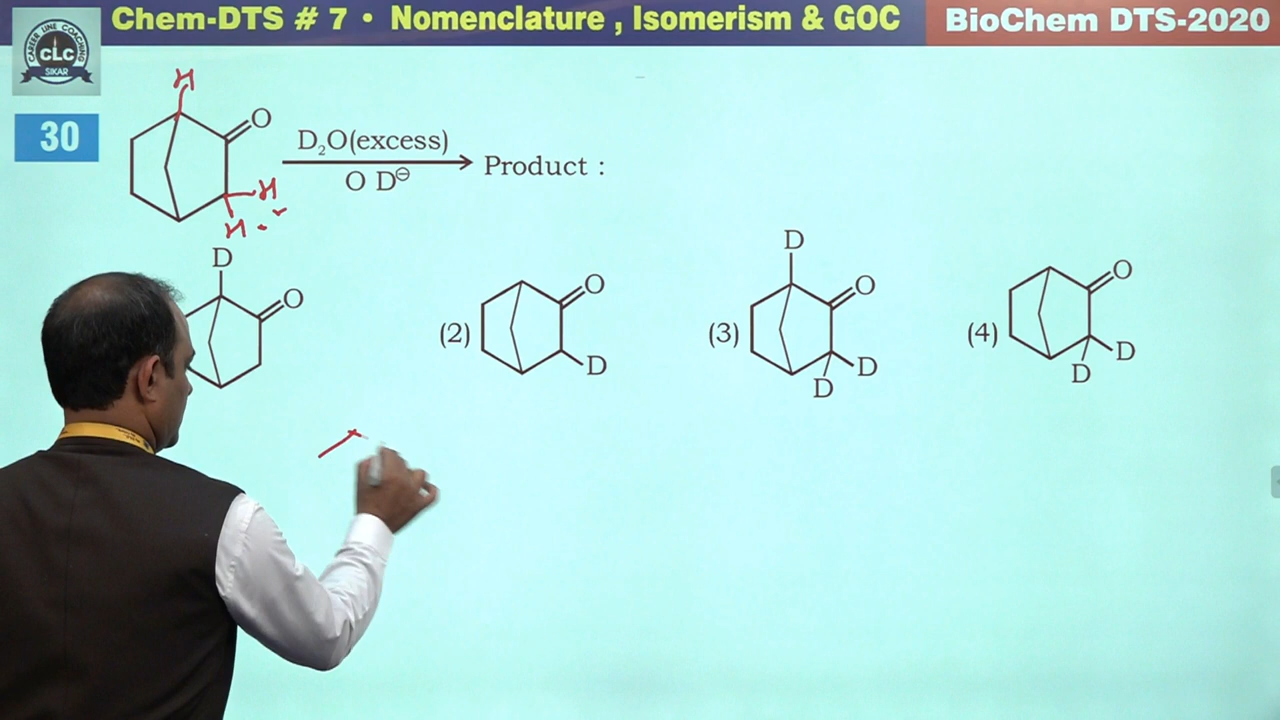 Chem-DTS # 7 • Nomenclature , Isomerism & GOC
BioChem DTS-2020
CAREER LINE COACHING
CLC
SIKAR
30
H
O
H
H
D₂O(excess)
O D⊖
Product :
D
O
(2)
O
D
(3)
D
O
D
D
(4)
O
D
D